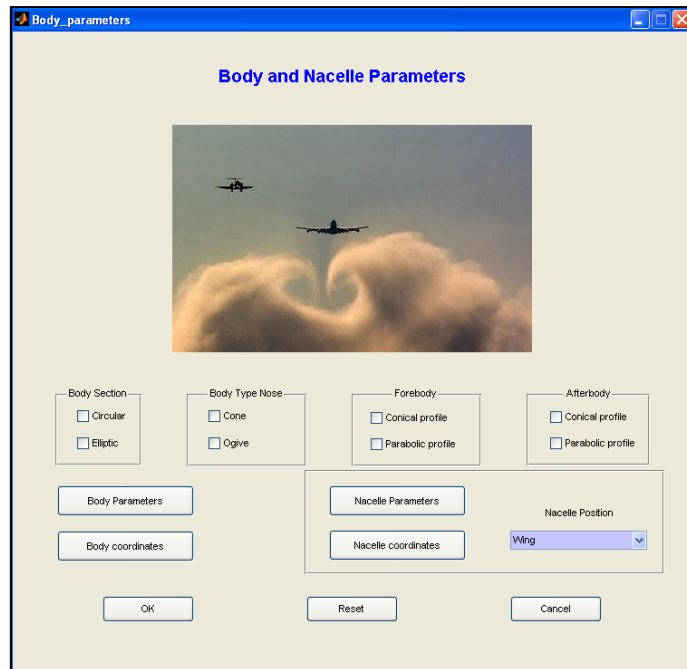 Body_parameters
Body and Nacelle Parameters
Body Section
Circular
Elliptic
Body Type Nose
Cone
Ogive
Forebody
Conical profile
Parabolic profile
Afterbody
Conical profile
Parabolic profile
Body Parameters
Body coordinates
Nacelle Parameters
Nacelle coordinates
Nacelle Position
Wing
OK
Reset
Cancel